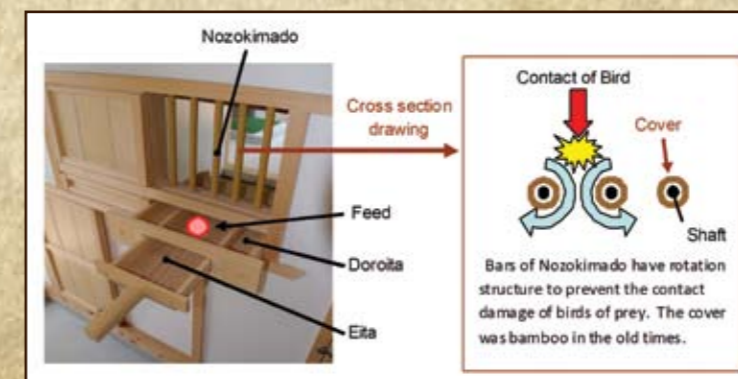 Nozokimado
Cross section
drawing
Feed
Doroita
Eita
Contact of Bird
Cover
Shaft
Bars of Nozokimado have rotation
structure to prevent the contact
damage of birds of prey. The cover
was bamboo in the old times.